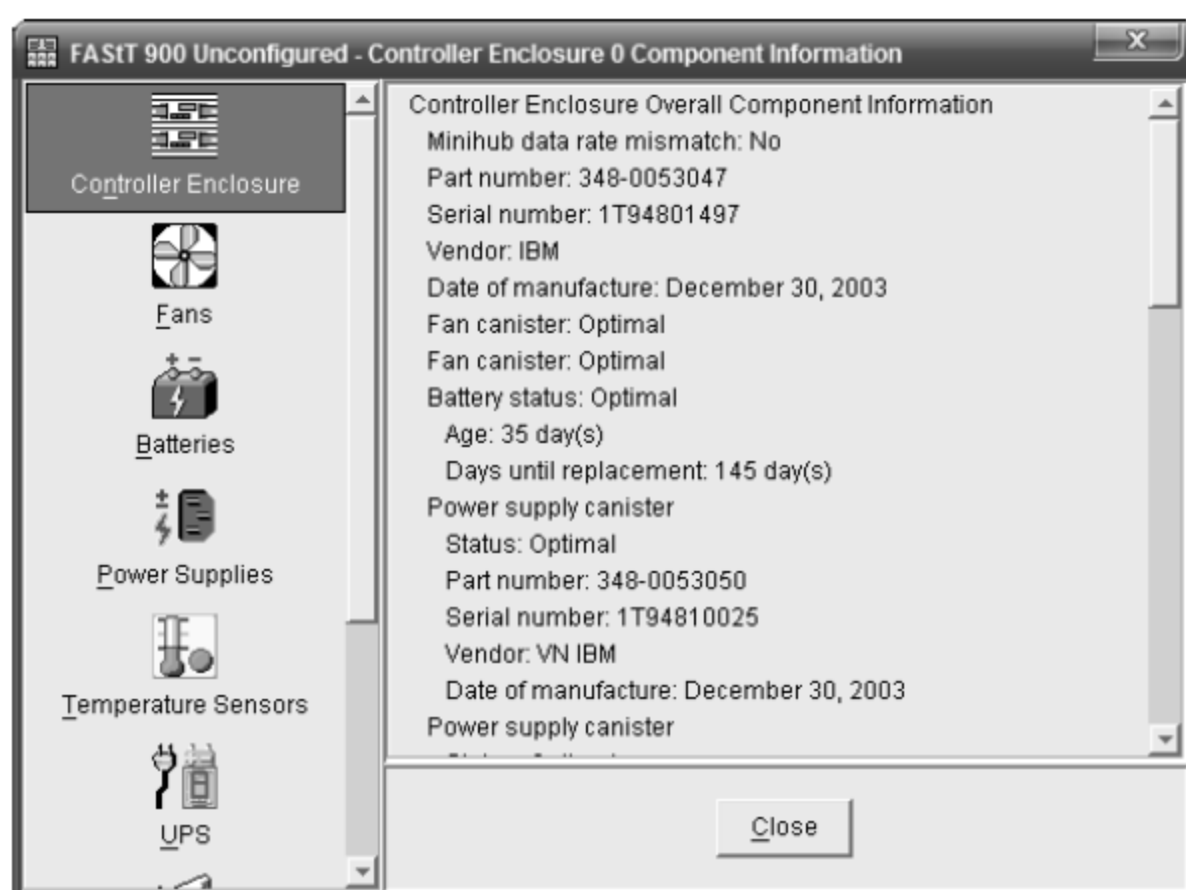 FAStT 900 Unconfigured - Controller Enclosure 0 Component Information
Controller Enclosure
Fans
Batteries
Power Supplies
Temperature Sensors
UPS
Controller Enclosure Overall Component Information
Minihub data rate mismatch: No
Part number: 348-0053047
Serial number: 1T94801497
Vendor: IBM
Date of manufacture: December 30, 2003
Fan canister: Optimal
Fan canister: Optimal
Battery status: Optimal
Age: 35 day(s)
Days until replacement: 145 day(s)
Power supply canister
Status: Optimal
Part number: 348-0053050
Serial number: 1T94810025
Vendor: VN IBM
Date of manufacture: December 30, 2003
Power supply canister
Close